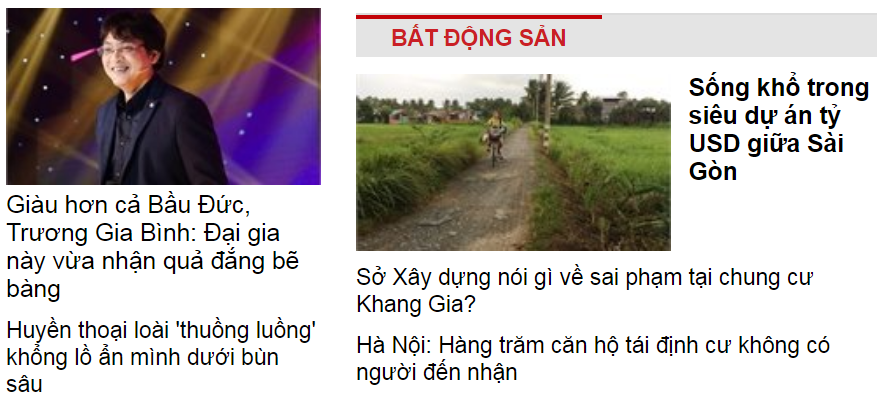 Giàu hơn cả Bầu Đức,
Trương Gia Bình: Đại gia
này vừa nhận quả đắng bẽ
bàng
Huyền thoại loài 'thuồng luồng'
khổng lồ ẩn mình dưới bùn
sâu
BẤT ĐỘNG SẢN
Sống khổ trong
siêu dự án tỷ
USD giữa Sài
Gòn
Sở Xây dựng nói gì về sai phạm tại chung cư
Khang Gia?
Hà Nội: Hàng trăm căn hộ tái định cư không có
người đến nhận